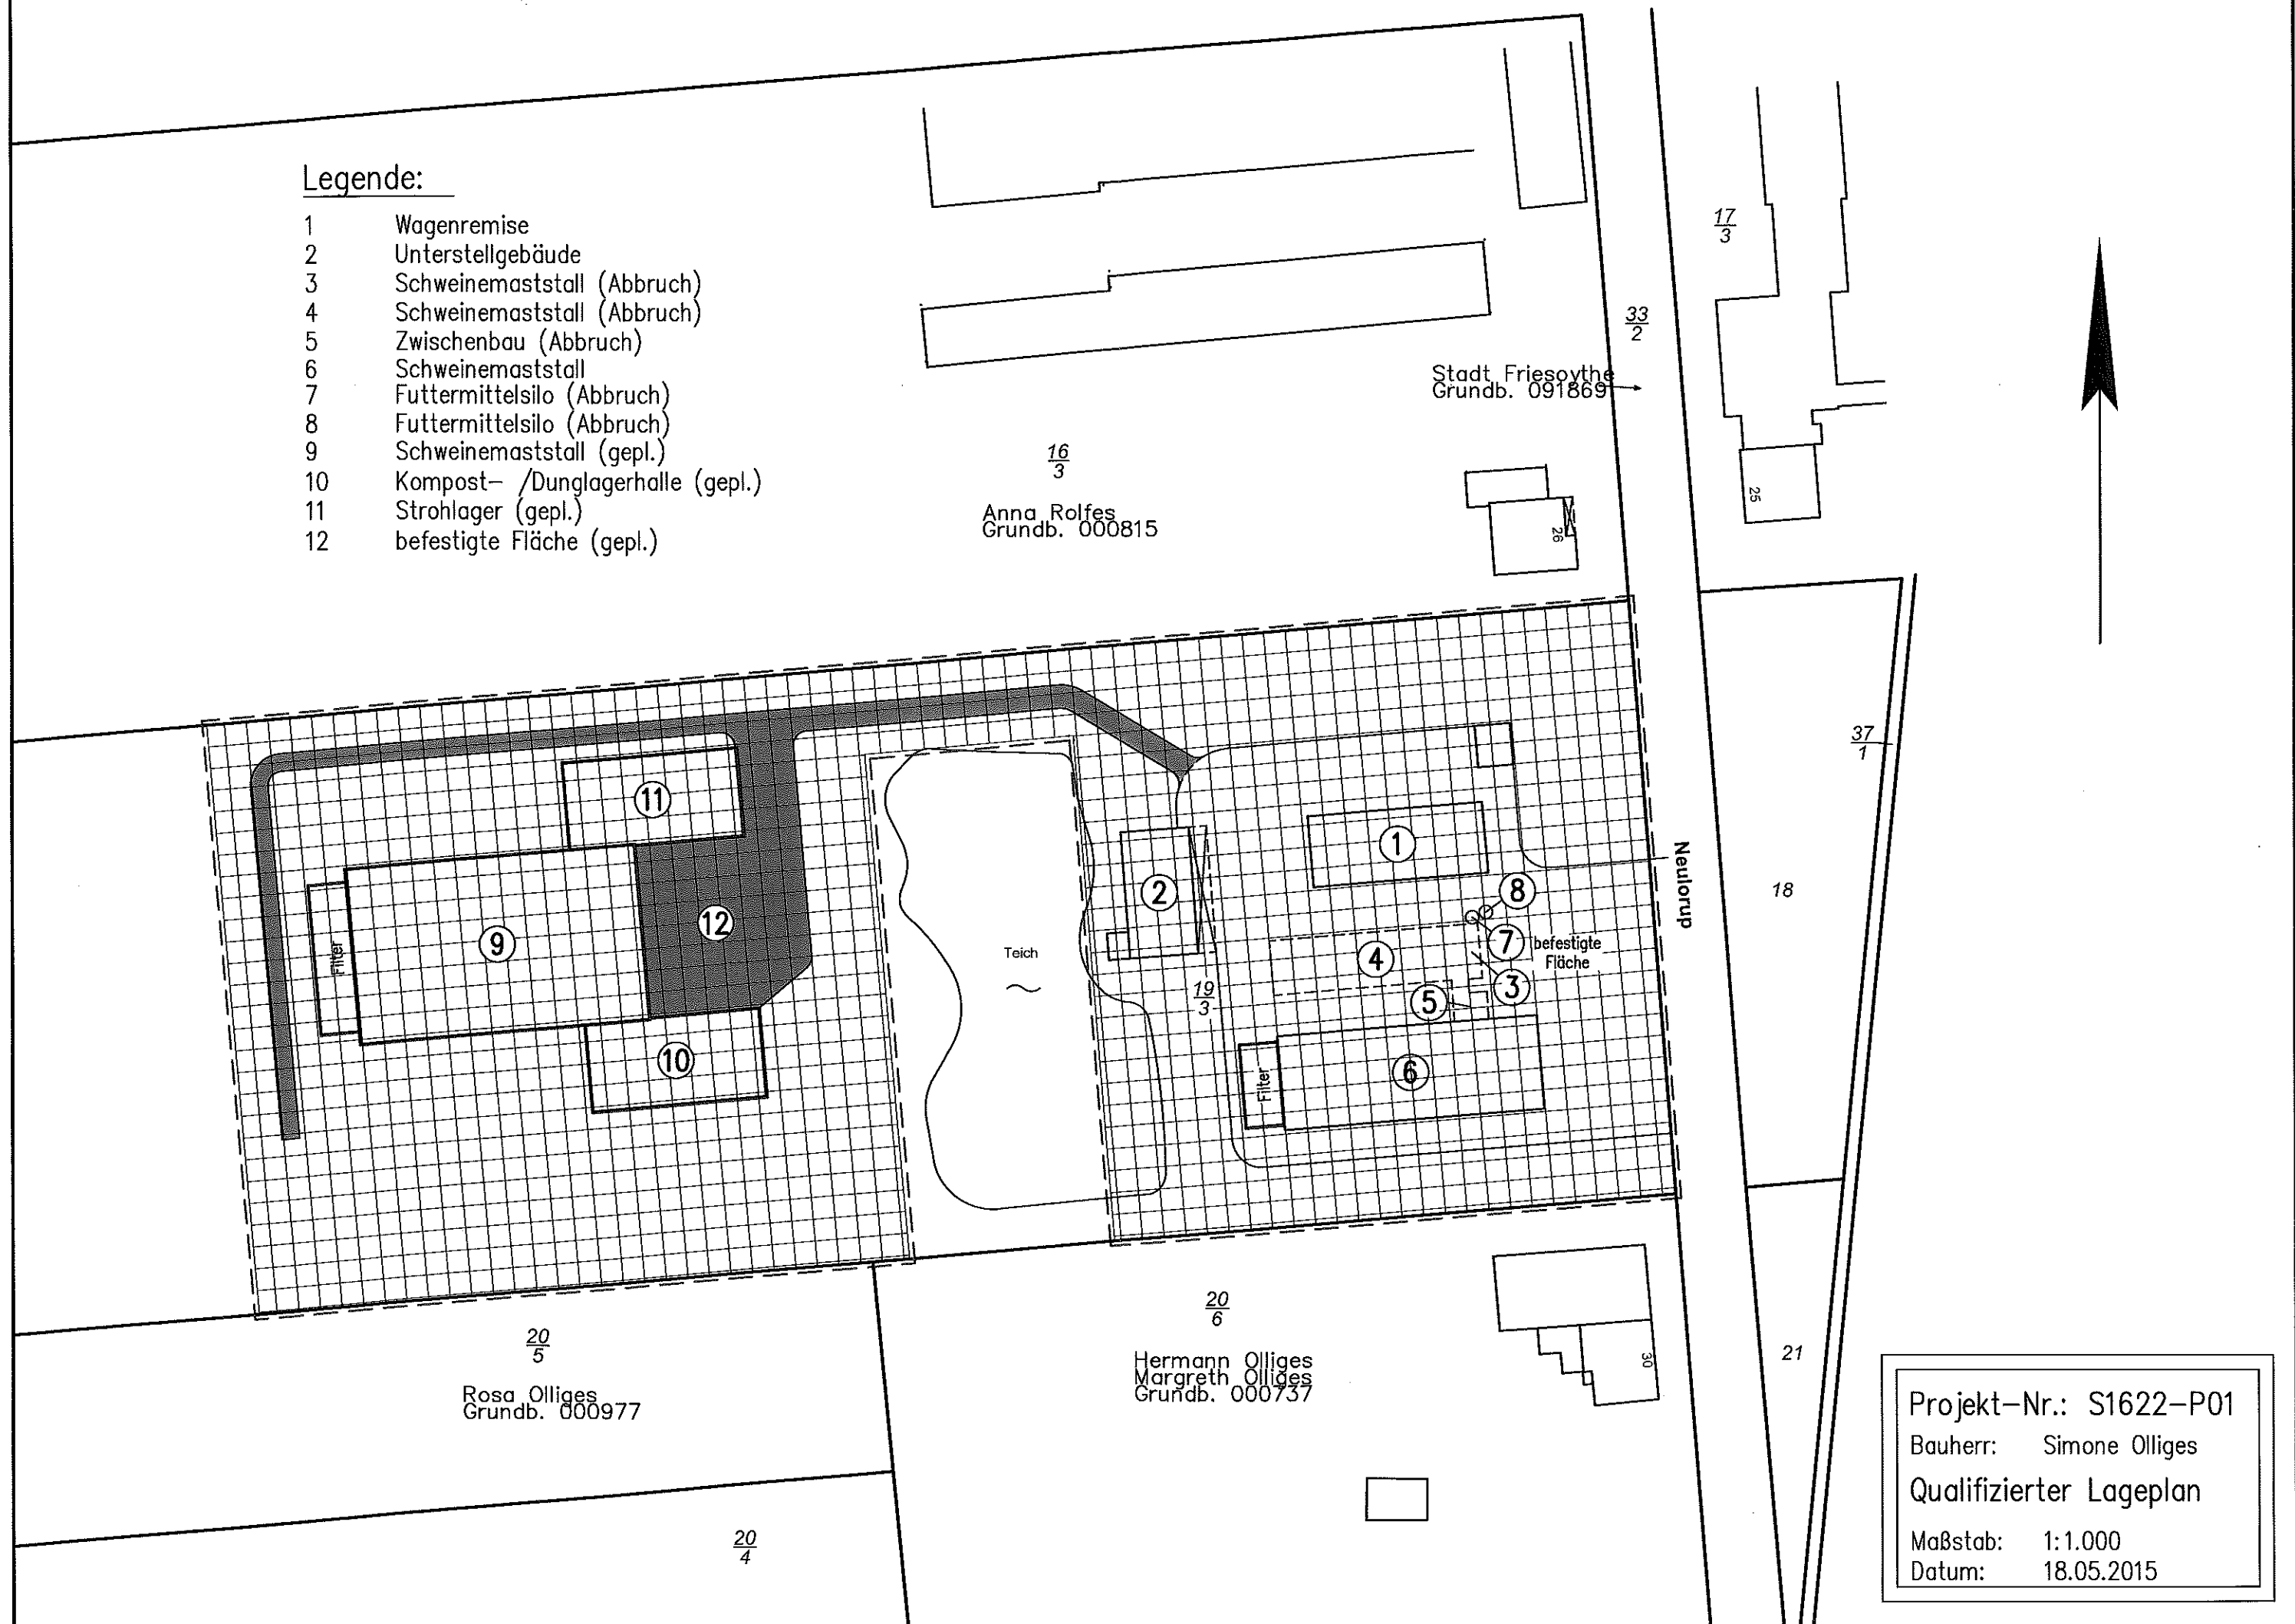 Legende:
1 Wagenremise
2 Unterstellgebäude
3 Schweinemaststall (Abbruch)
4 Schweinemaststall (Abbruch)
5 Zwischenbau (Abbruch)
6 Schweinemaststall
7 Futtermittelsilo (Abbruch)
8 Futtermittelsilo (Abbruch)
9 Schweinemaststall (gepl.)
10 Kompost- /Dunglagerhalle (gepl.)
11 Strohlager (gepl.)
12 befestigte Fläche (gepl.)
17
3
33
2
Stadt Friesoythe
Grundb. 091869
16
3
Anna Rolfes
Grundb. 000815
25
26
37
1
18
Neulorup
11
1
2
8
12
9
Filter
Teich
4
7
befestigte
Fläche
3
5
19
3
10
6
Filter
20
5
Rosa Olliges
Grundb. 000977
20
6
Hermann Olliges
Margreth Olliges
Grundb. 000737
30
21
20
4
Projekt-Nr.: S1622-P01
Bauherr: Simone Olliges
Qualifizierter Lageplan
Maßstab: 1:1.000
Datum: 18.05.2015